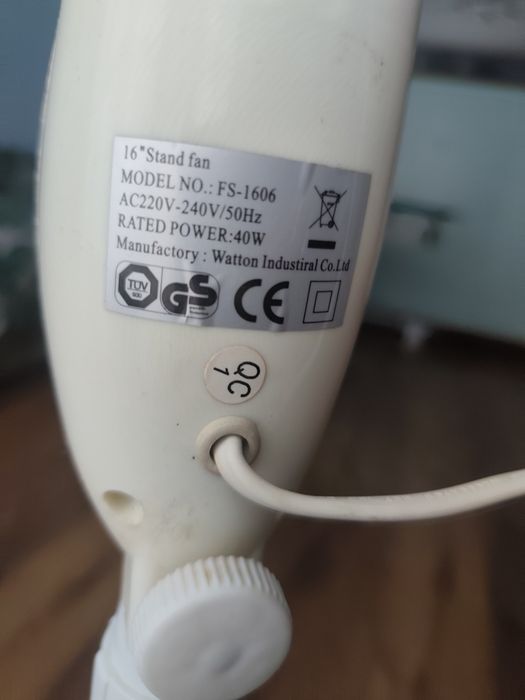 16"Stand fan
MODEL NO.: FS-1606
AC220V-240V/50Hz
RATED POWER:40W
Manufactory : Watton Industiral Co.Ltd
TÜV GS CE
QC
1